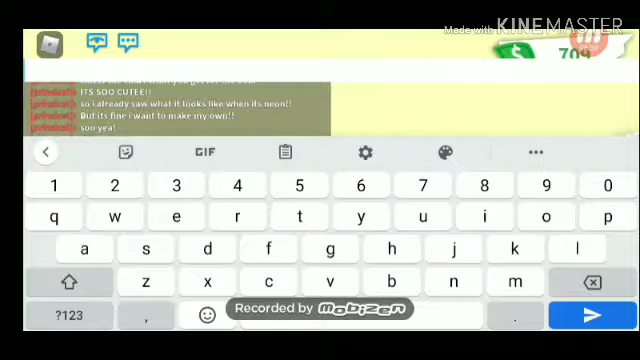 Made with KINEMASTER
709
ITS SOO CUTEE!!
so i already saw what it looks like when its neon!!
But its fine i want to make my own!!
soo yea!
GIF
1 2 3 4 5 6 7 8 9 0
q w e r t y u i o p
a s d f g h j k l
z x c v b n m
?123 , .
Recorded by mobizen